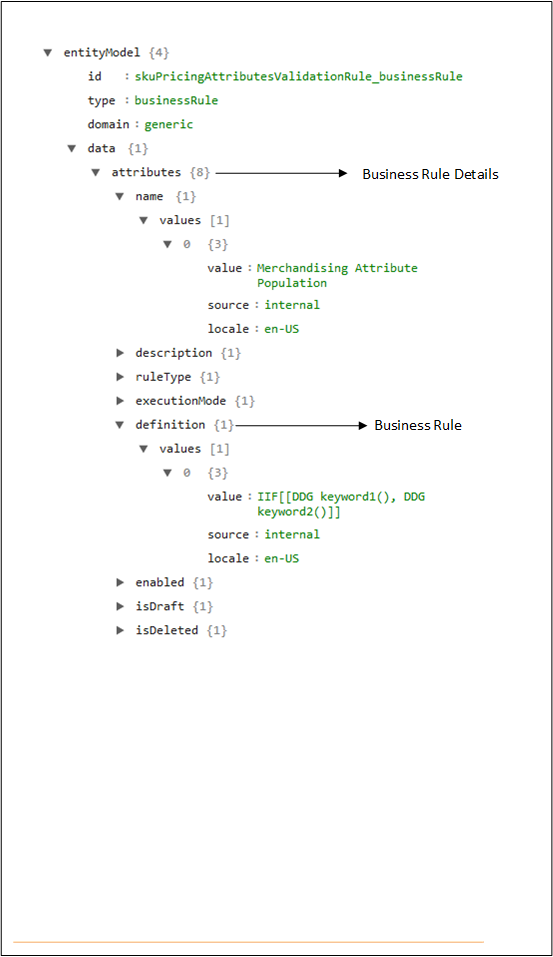 entityModel {4}
id : skuPricingAttributesValidationRule_businessRule
type : businessRule
domain : generic
data {1}
attributes {8} Business Rule Details
name {1}
values [1]
0 {3}
value : Merchandising Attribute
Population
source : internal
locale : en-US
description {1}
ruleType {1}
executionMode {1}
definition {1} Business Rule
values [1]
0 {3}
value : IIF[[DDG keyword1(), DDG
keyword2()]]
source : internal
locale : en-US
enabled {1}
isDraft {1}
isDeleted {1}